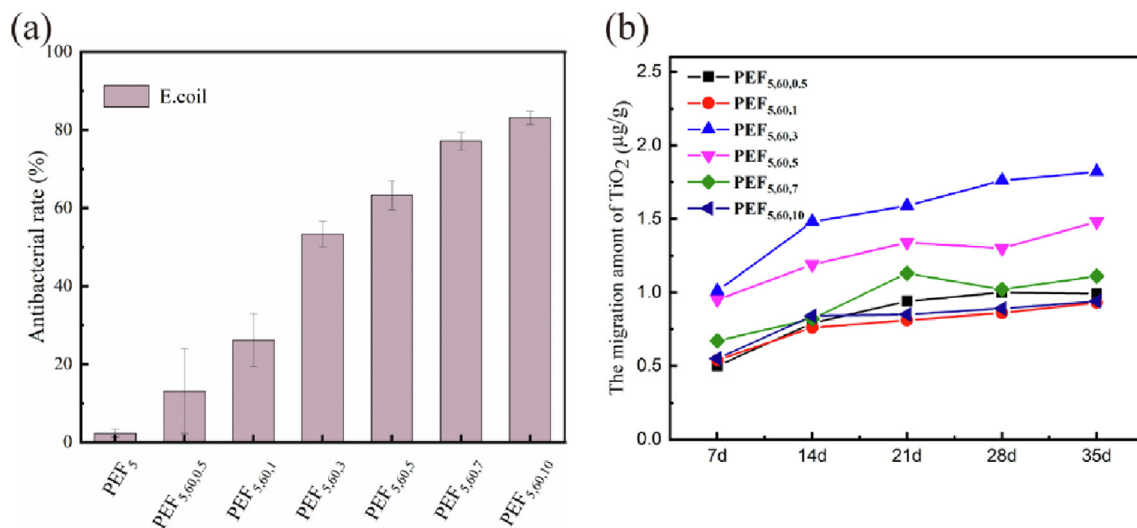 (a)
100
80
60
40
20
0
Antibacterial rate (%)
E.coil
PEF5
PEF5,60,0.5
PEF5,60,1
PEF5,60,3
PEF5,60,5
PEF5,60,7
PEF5,60,10
(b)
2.5
2.0
1.5
1.0
0.5
0.0
The migration amont of TiO2 (μg/g)
PEF5,60,0.5
PEF5,60,1
PEF5,60,3
PEF5,60,5
PEF5,60,7
PEF5,60,10
7d 14d 21d 28d 35d